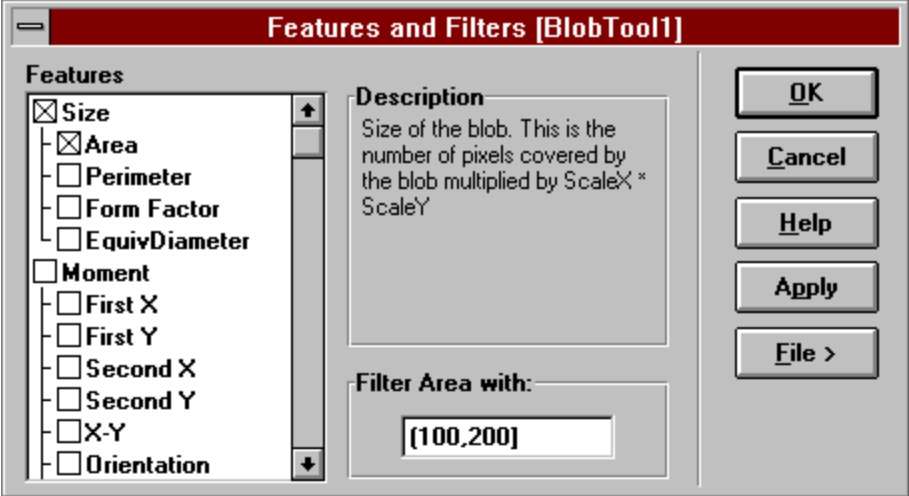 Features and Filters [BlobTool1]
Features
Size
Area
Perimeter
Form Factor
EquivDiameter
Moment
First X
First Y
Second X
Second Y
X-Y
Orientation
Description
Size of the blob. This is the
number of pixels covered by
the blob multiplied by ScaleX *
ScaleY
Filter Area with:
[100,200]
OK
Cancel
Help
Apply
File >